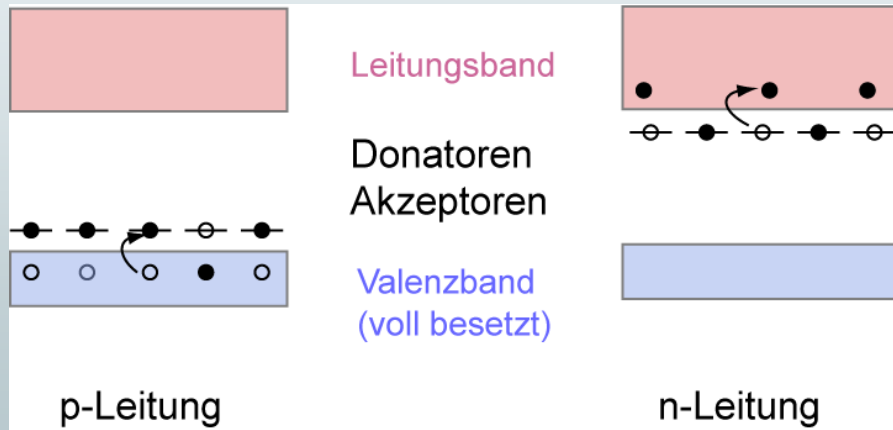 Leitungsband
Donatoren
Akzeptoren
Valenzband
(voll besetzt)
p-Leitung
n-Leitung